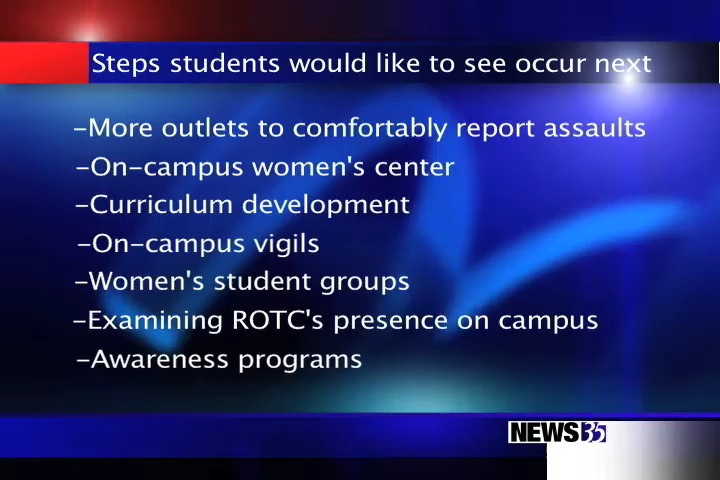 Steps students would like to see occur next
-More outlets to comfortably report assaults
-On-campus women's center
-Curriculum development
-On-campus vigils
-Women's student groups
-Examining ROTC's presence on campus
-Awareness programs
NEWS35